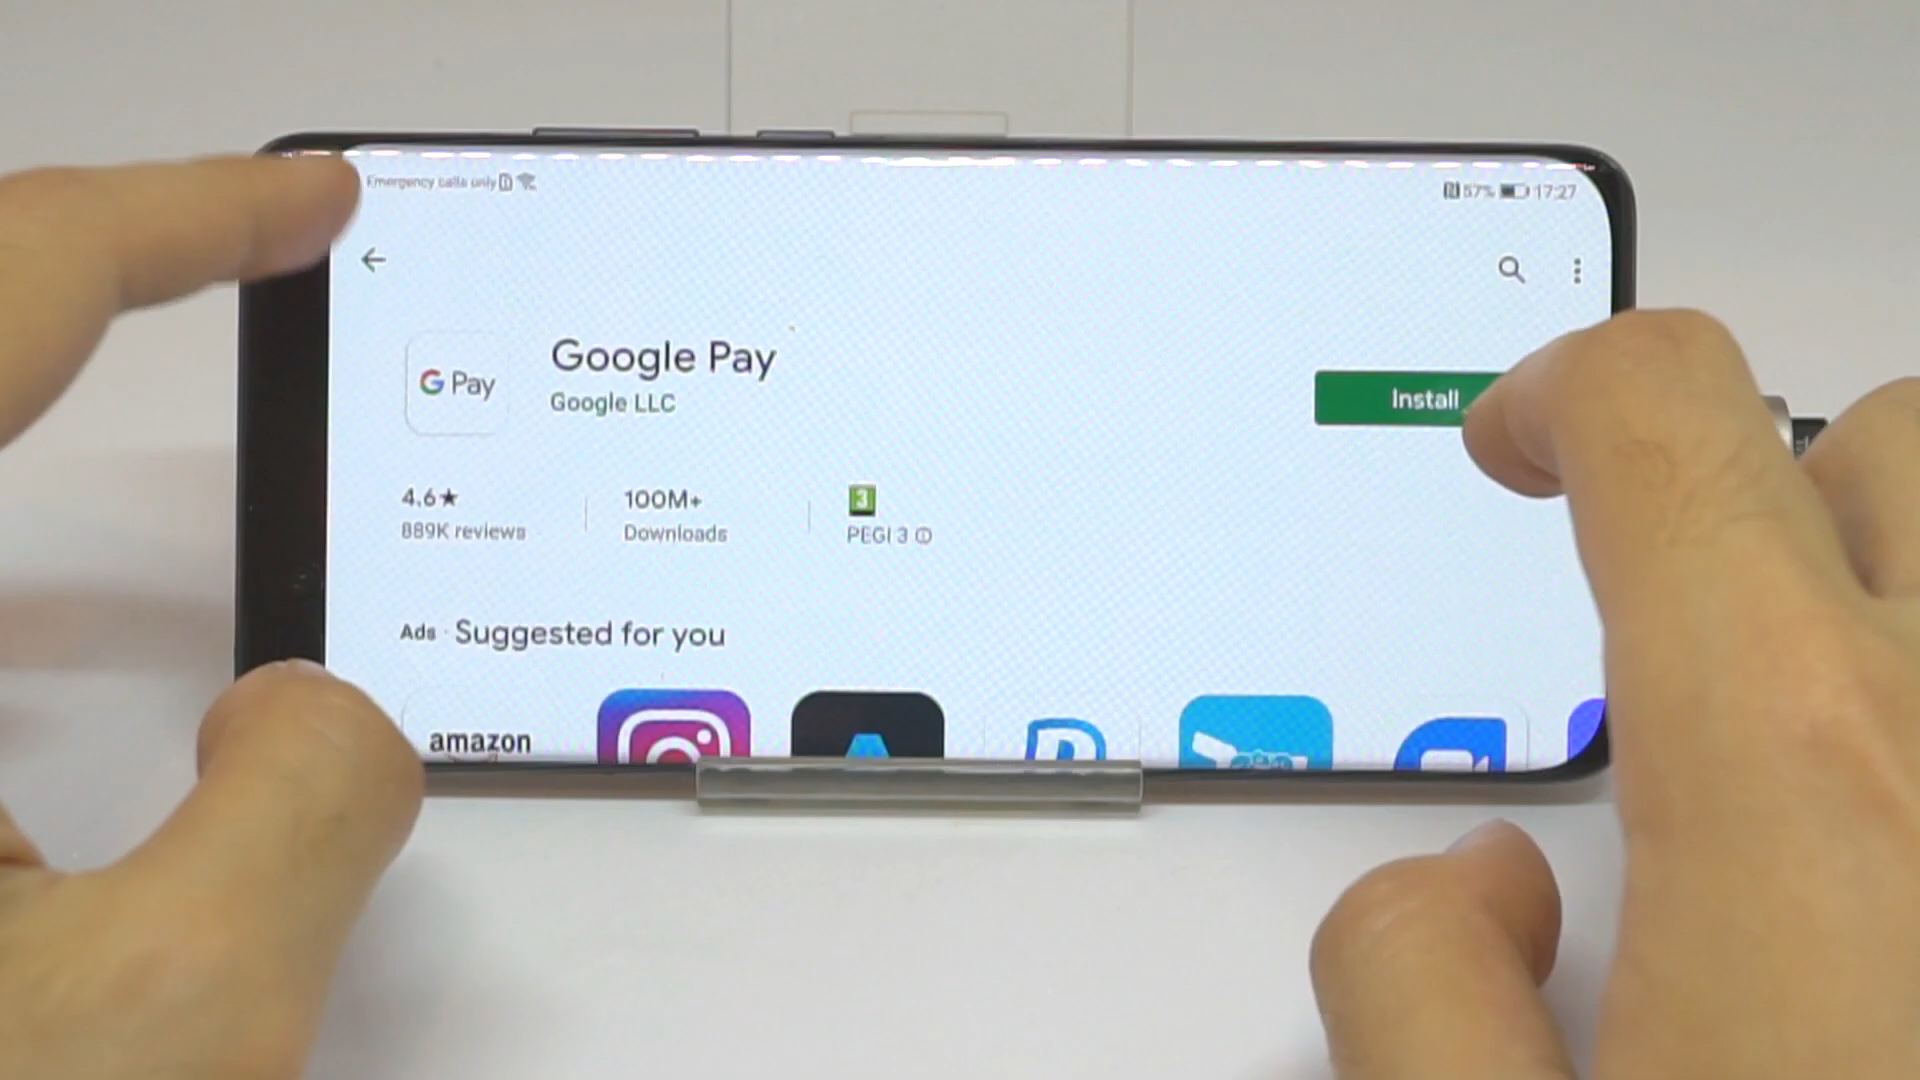 Emergency calls only
57% 17:27
Google Pay
G Pay
Google LLC
Install
4.6★
100M+
3
889K reviews
Downloads
PEGI 3
Ads · Suggested for you
amazon